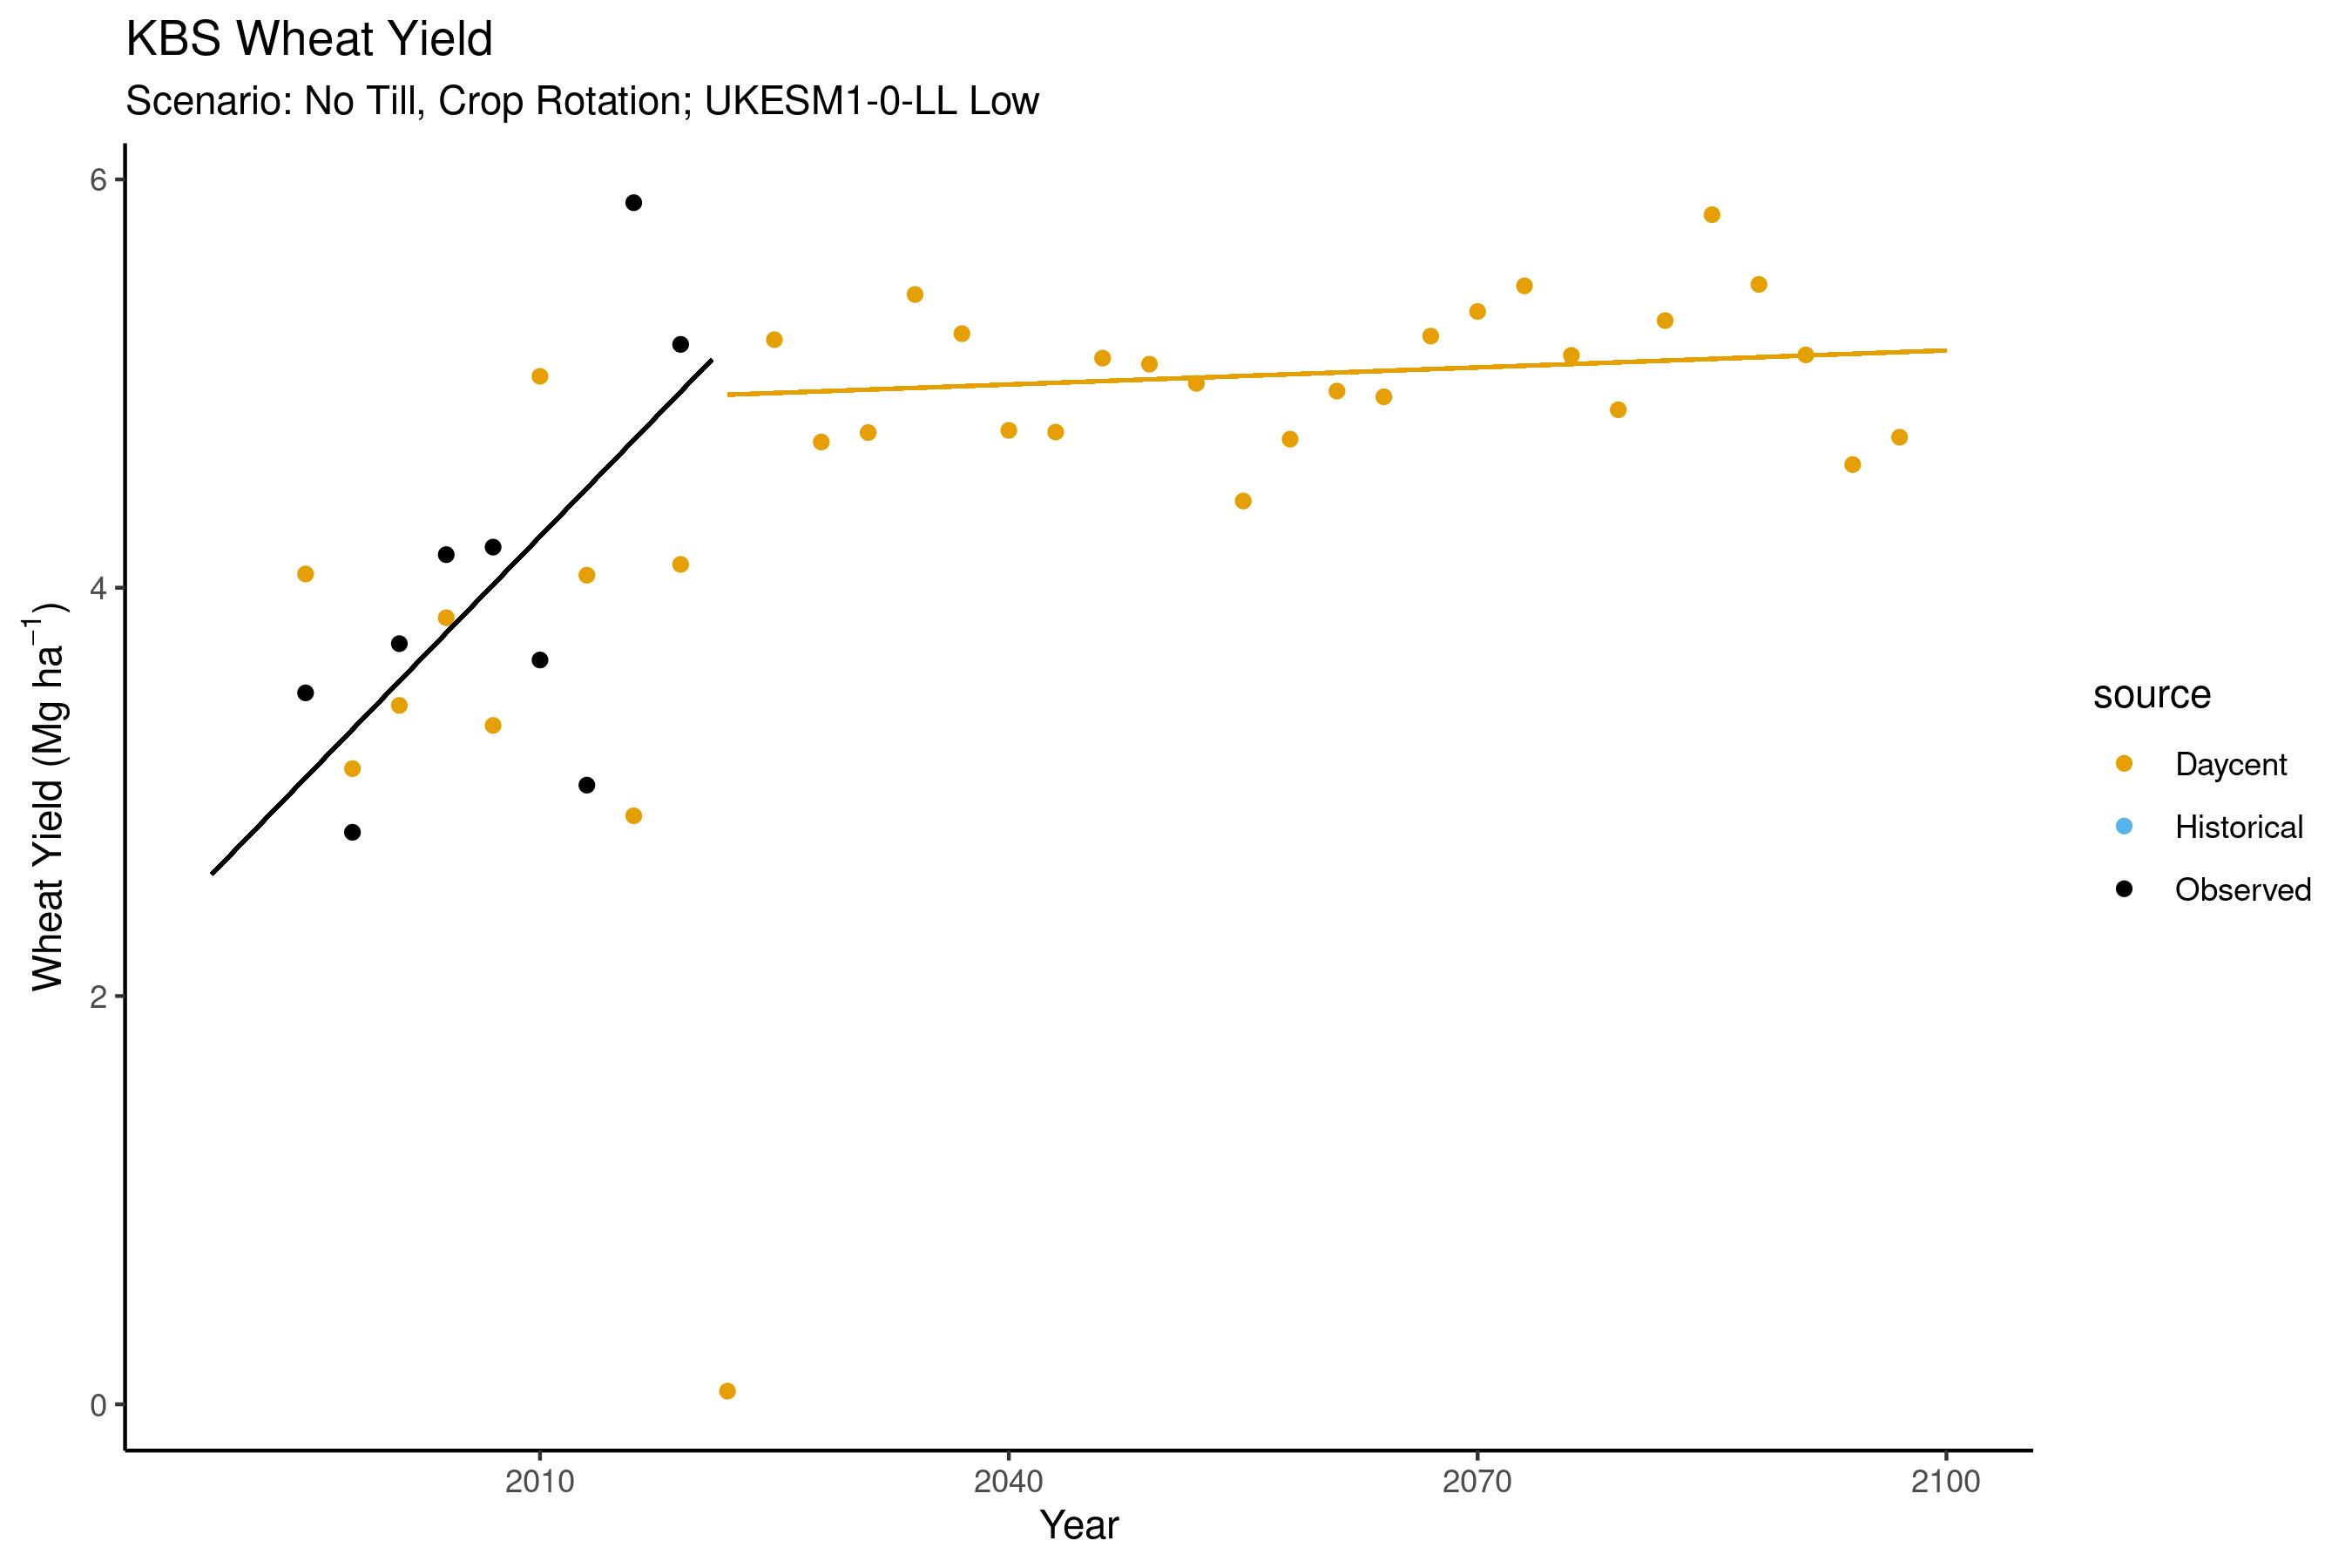 KBS Wheat Yield
Scenario: No Till, Crop Rotation; UKESM1-0-LL Low
Wheat Yield (Mg ha⁻¹)
6
4
2
0
2010
2040
2070
2100
Year
source
Daycent
Historical
Observed